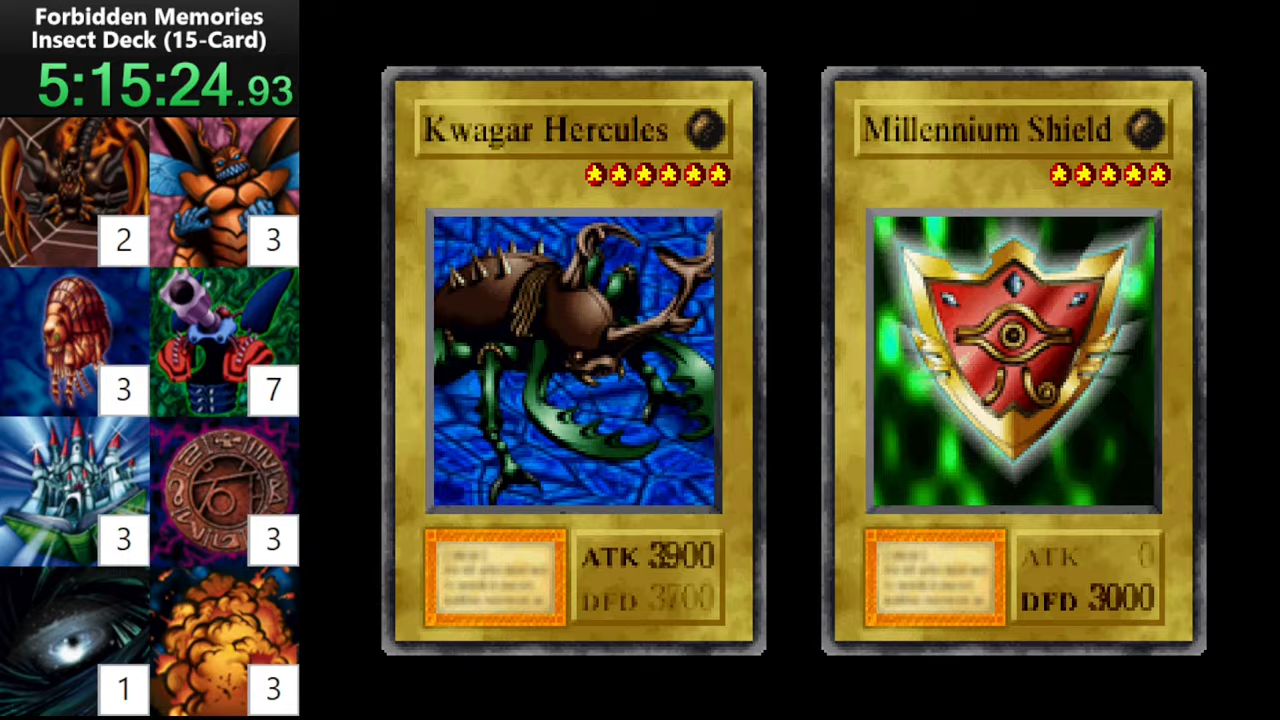 Forbidden Memories
Insect Deck (15-Card)
5:15:24.93
2
3
3
7
3
3
1
3
Kwagar Hercules
ATK 3900
DFD 3700
Millennium Shield
ATK 0
DFD 3000